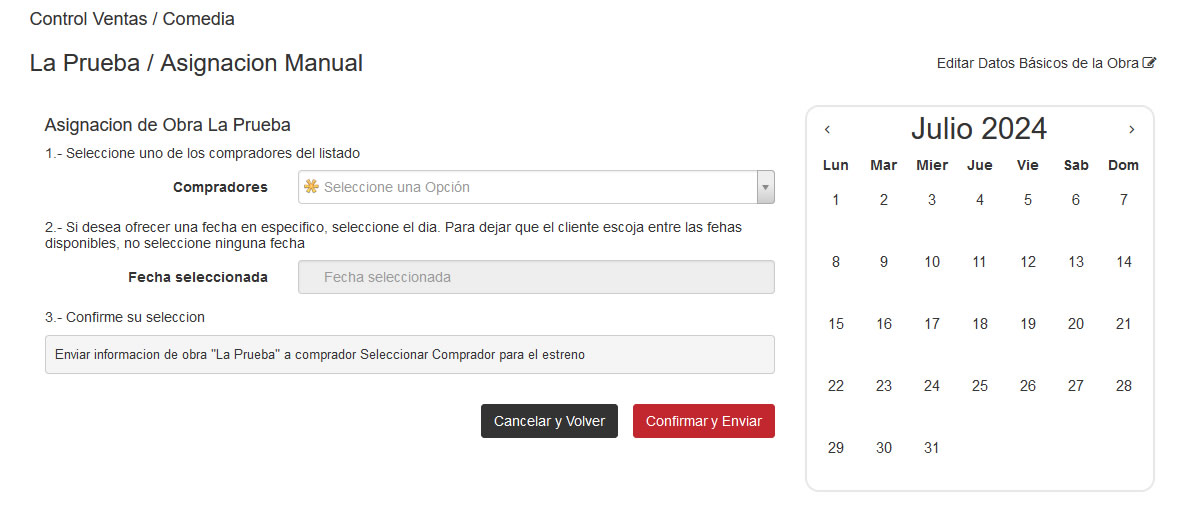 Control Ventas / Comedia
La Prueba / Asignacion Manual
Editar Datos Básicos de la Obra
Asignacion de Obra La Prueba
1.- Seleccione uno de los compradores del listado
Compradores
Seleccione una Opción
2.- Si desea ofrecer una fecha en especifico, seleccione el dia. Para dejar que el cliente escoja entre las fehas
disponibles, no seleccione ninguna fecha
Fecha seleccionada
Fecha seleccionada
3.- Confirme su seleccion
Enviar informacion de obra "La Prueba" a comprador Seleccionar Comprador para el estreno
Cancelar y Volver
Confirmar y Enviar
‹ Julio 2024 ›
Lun Mar Mier Jue Vie Sab Dom
1 2 3 4 5 6 7
8 9 10 11 12 13 14
15 16 17 18 19 20 21
22 23 24 25 26 27 28
29 30 31